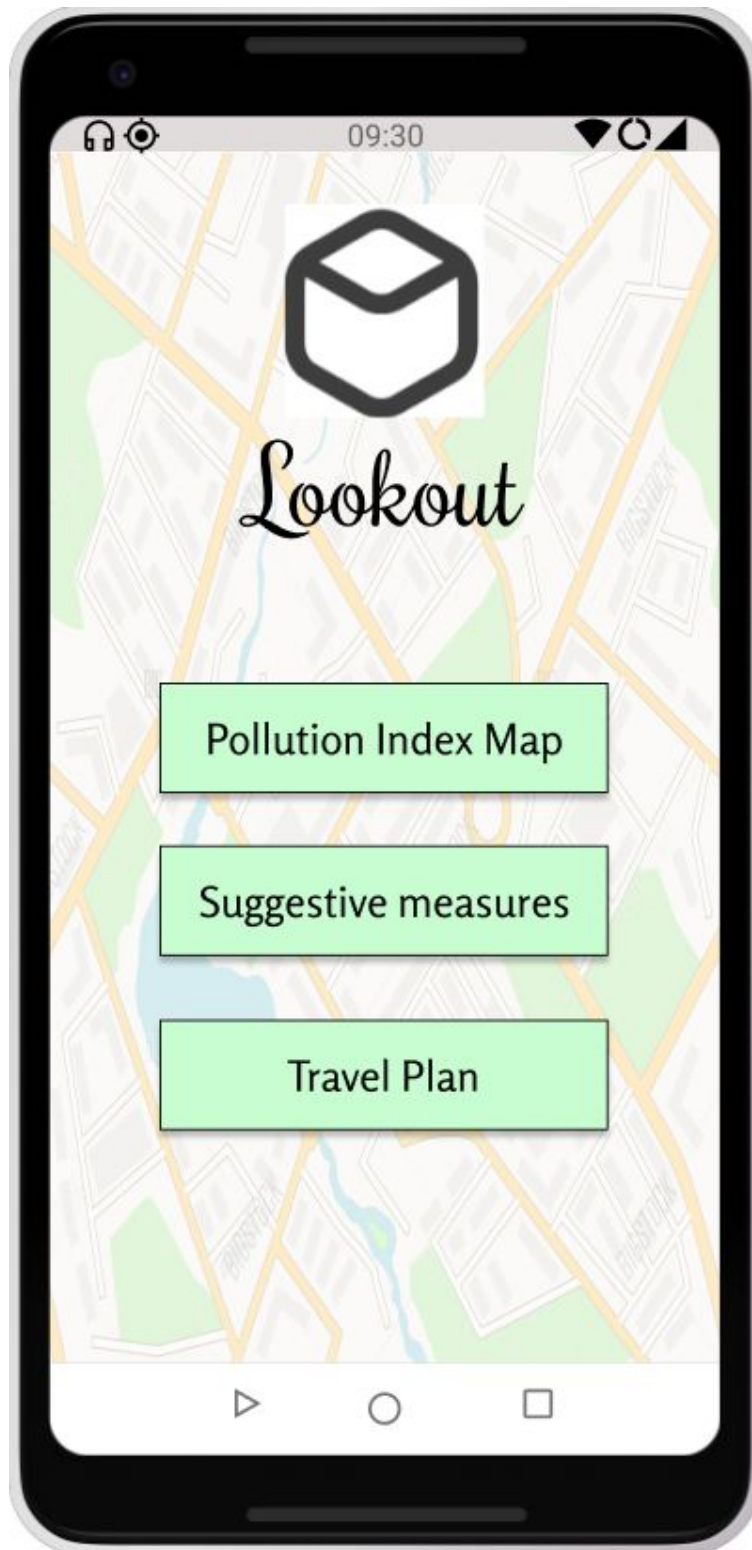 09:30
Lookout
Pollution Index Map
Suggestive measures
Travel Plan